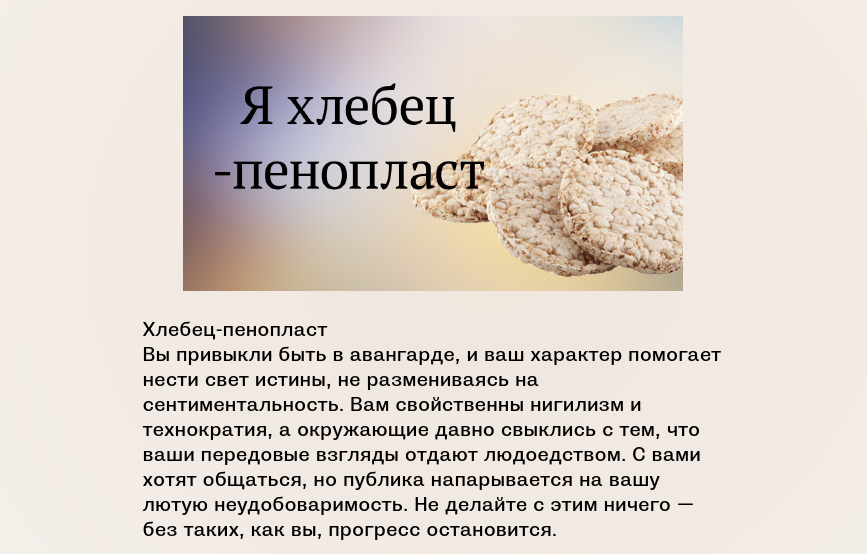 Я хлебец
-пенопласт
Хлебец-пенопласт
Вы привыкли быть в авангарде, и ваш характер помогает
нести свет истины, не размениваясь на
сентиментальность. Вам свойственны нигилизм и
технократия, а окружающие давно свыклись с тем, что
ваши передовые взгляды отдают людоедством. С вами
хотят общаться, но публика напарывается на вашу
лютую неудобоваримость. Не делайте с этим ничего —
без таких, как вы, прогресс остановится.